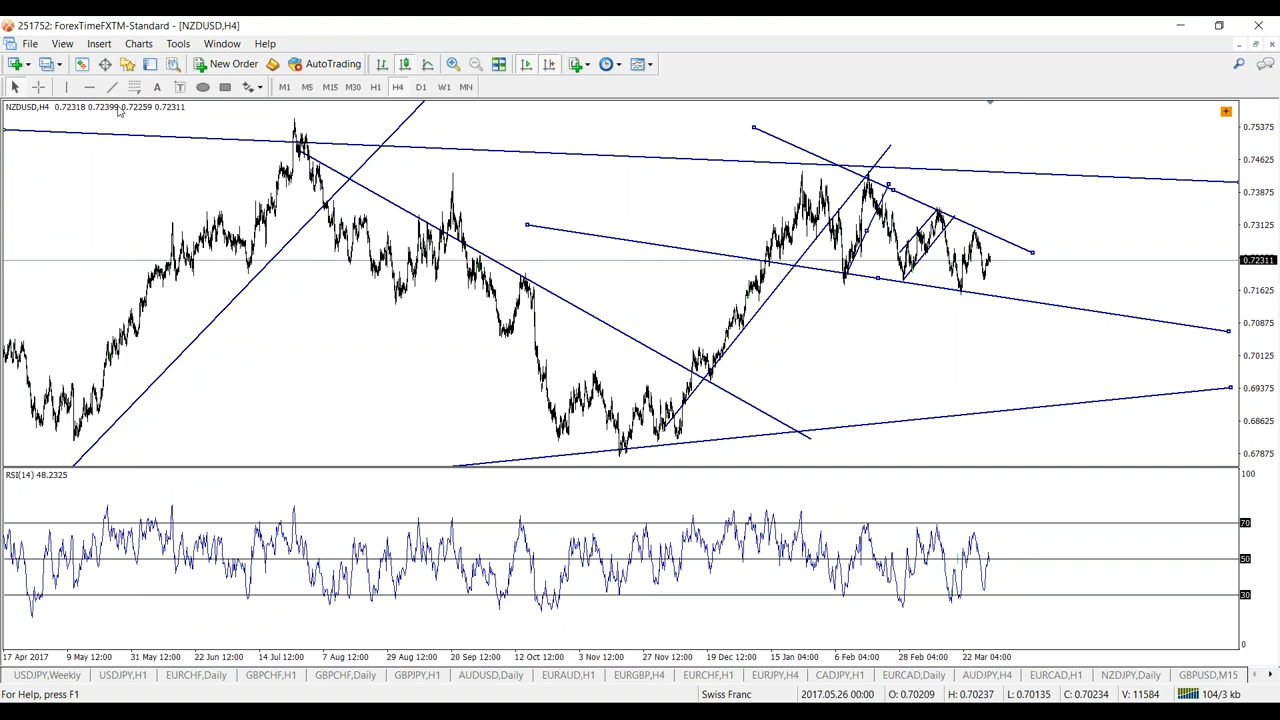 251752: ForexTimeFXTM-Standard - [NZDUSD,H4]
File View Insert Charts Tools Window Help
New Order AutoTrading
A T M1 M5 M15 M30 H1 H4 D1 W1 MN
NZDUSD,H4 0.72318 0.72399 0.72259 0.72311
0.75375
0.74625
0.73875
0.73125
0.72311
0.71625
0.70875
0.70125
0.69375
0.68625
0.67875
RSI(14) 48.2325
100
70
50
30
0
17 Apr 2017 9 May 12:00 31 May 12:00 22 Jun 12:00 14 Jul 12:00 7 Aug 12:00 29 Aug 12:00 20 Sep 12:00 12 Oct 12:00 3 Nov 12:00 27 Nov 12:00 19 Dec 12:00 15 Jan 04:00 6 Feb 04:00 28 Feb 04:00 22 Mar 04:00
USDJPY,Weekly USDJPY,H1 EURCHF,Daily GBPCHF,H1 GBPCHF,Daily GBPJPY,H1 AUDUSD,Daily EURAUD,H1 EURGBP,H4 EURCHF,H1 EURJPY,H4 CADJPY,H1 EURCAD,Daily AUDJPY,H4 EURCAD,H1 NZDJPY,Daily GBPUSD,M15
For Help, press F1 Swiss Franc 2017.05.26 00:00 O: 0.70209 H: 0.70237 L: 0.70135 C: 0.70234 V: 11584 104/3 kb